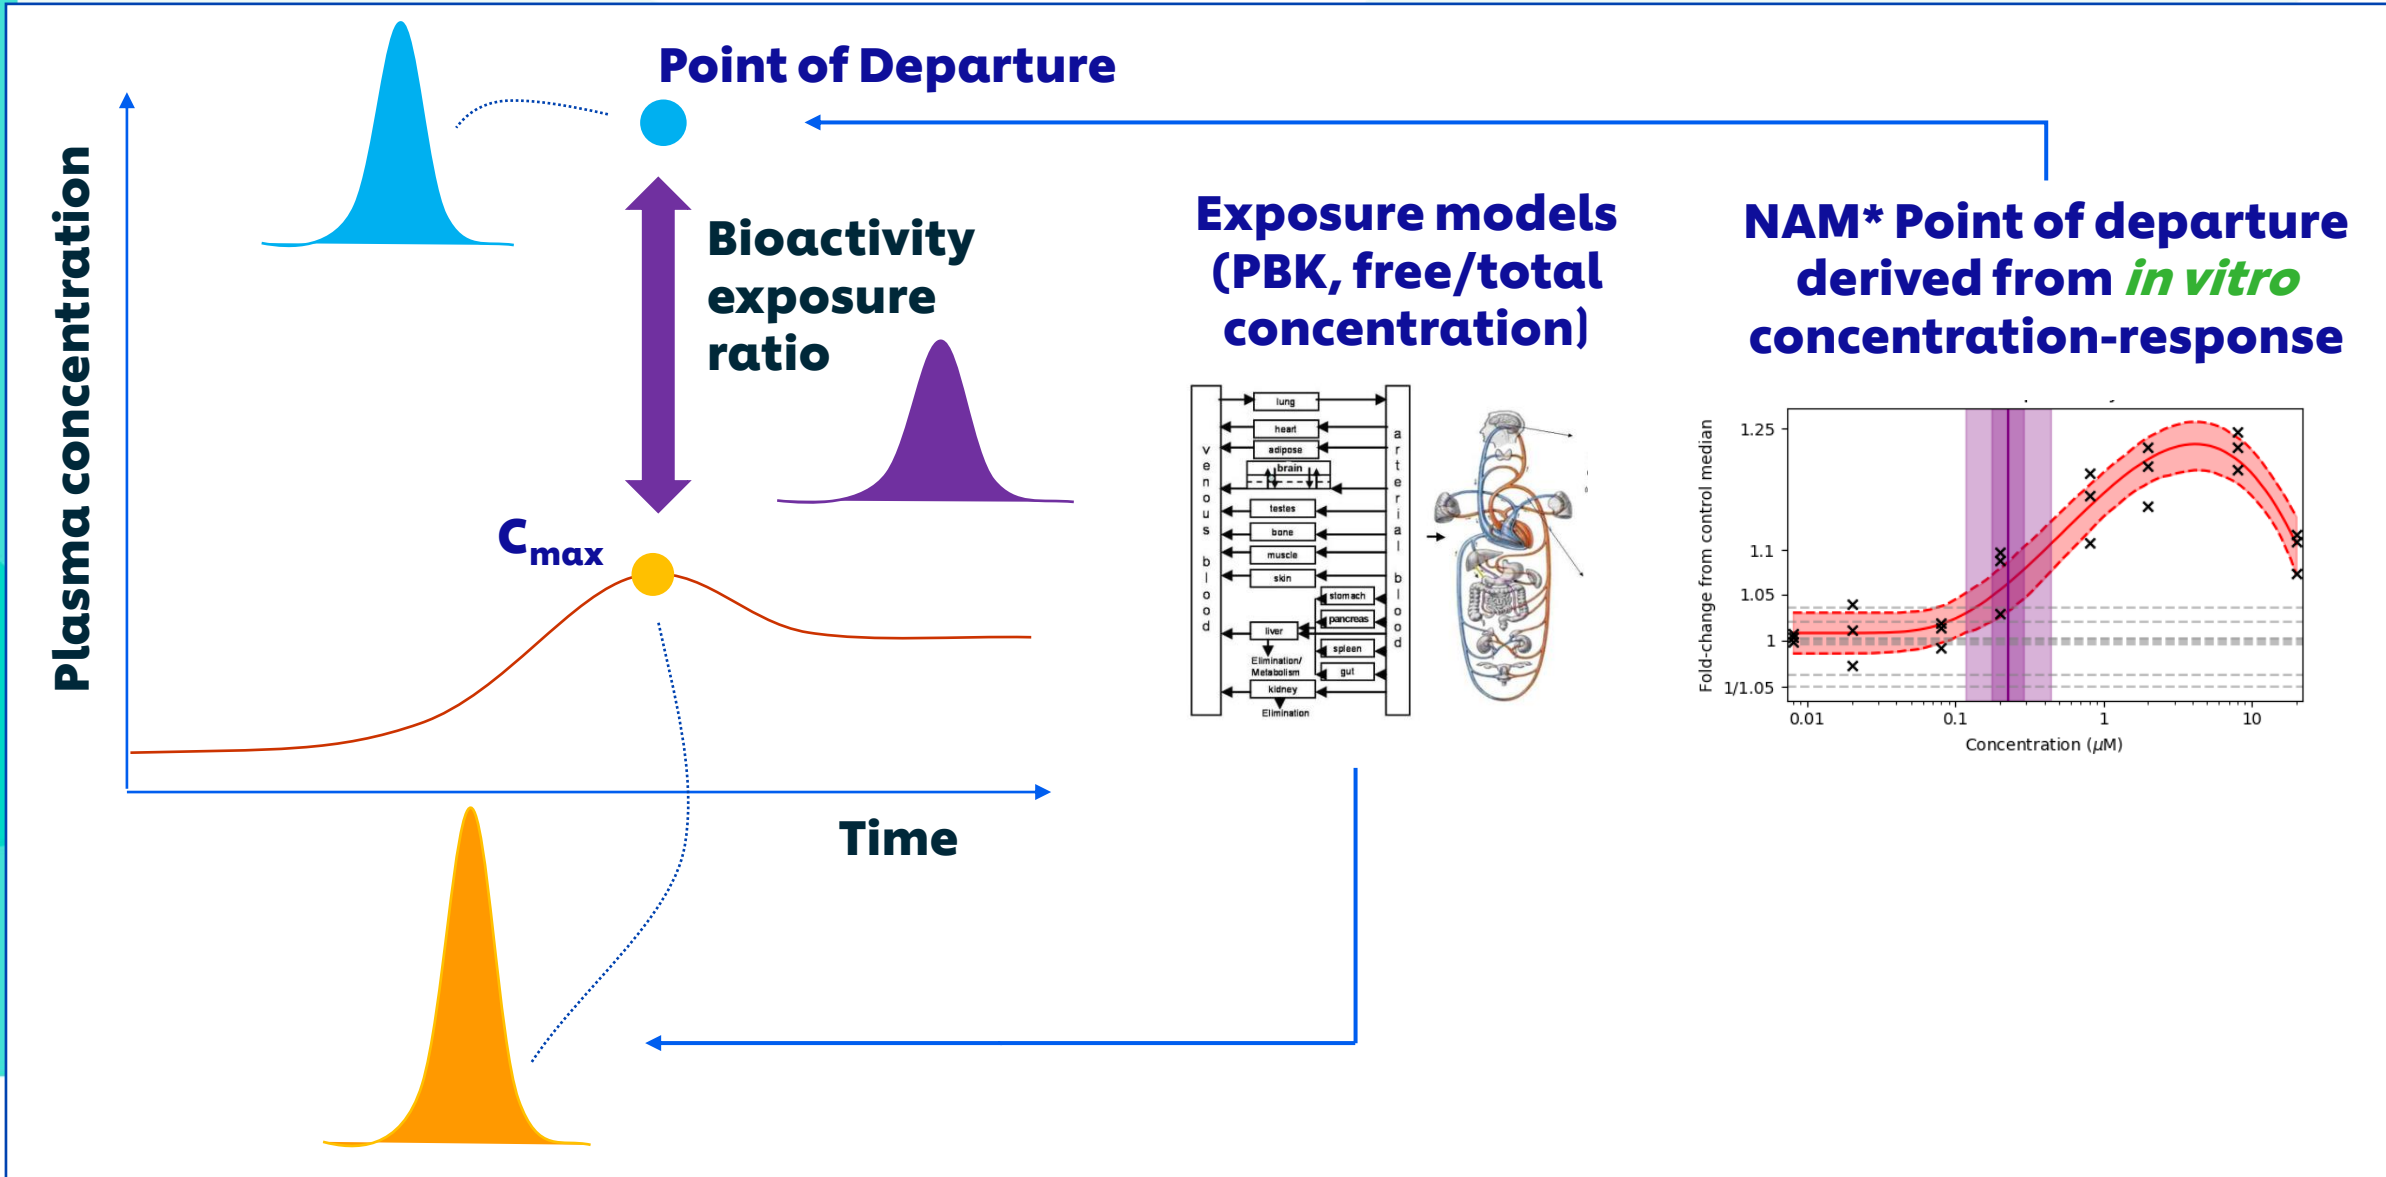 Point of Departure
Plasma concentration
Bioactivity
exposure
ratio
Cmax
Time
Exposure models
(PBK, free/total
concentration)
venous blood
arterial blood
lung
heart
adipose
brain
testes
bone
muscle
skin
stomach
pancreas
liver
spleen
Elimination/
Metabolism
gut
kidney
Elimination
NAM* Point of departure
derived from in vitro
concentration-response
Fold-change from control median
1.25
1.1
1.05
1
1/1.05
0.01 0.1 1 10
Concentration (μM)